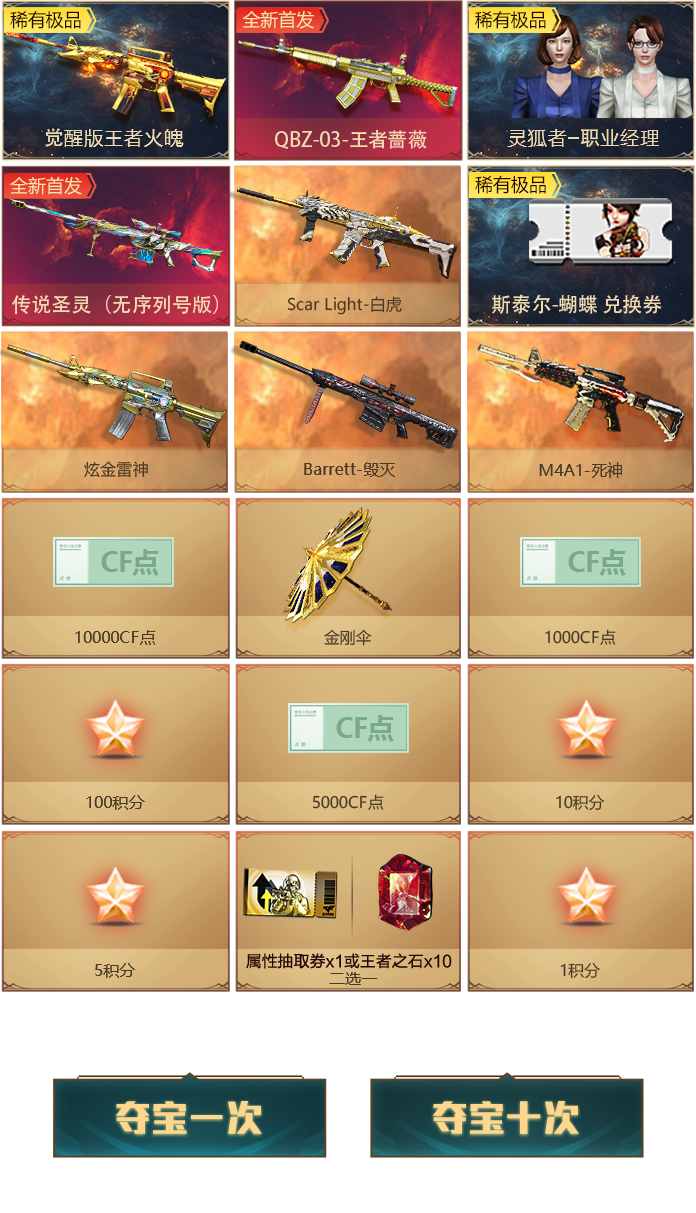 稀有极品
觉醒版王者火魄
全新首发
QBZ-03-王者蔷薇
稀有极品
灵狐者-职业经理
全新首发
传说圣灵（无序列号版）
Scar Light-白虎
稀有极品
斯泰尔-蝴蝶 兑换券
炫金雷神
Barrett-毁灭
M4A1-死神
CF点
10000CF点
金刚伞
CF点
1000CF点
100积分
CF点
5000CF点
10积分
5积分
属性抽取券x1或王者之石x10
二选一
1积分
夺宝一次
夺宝十次